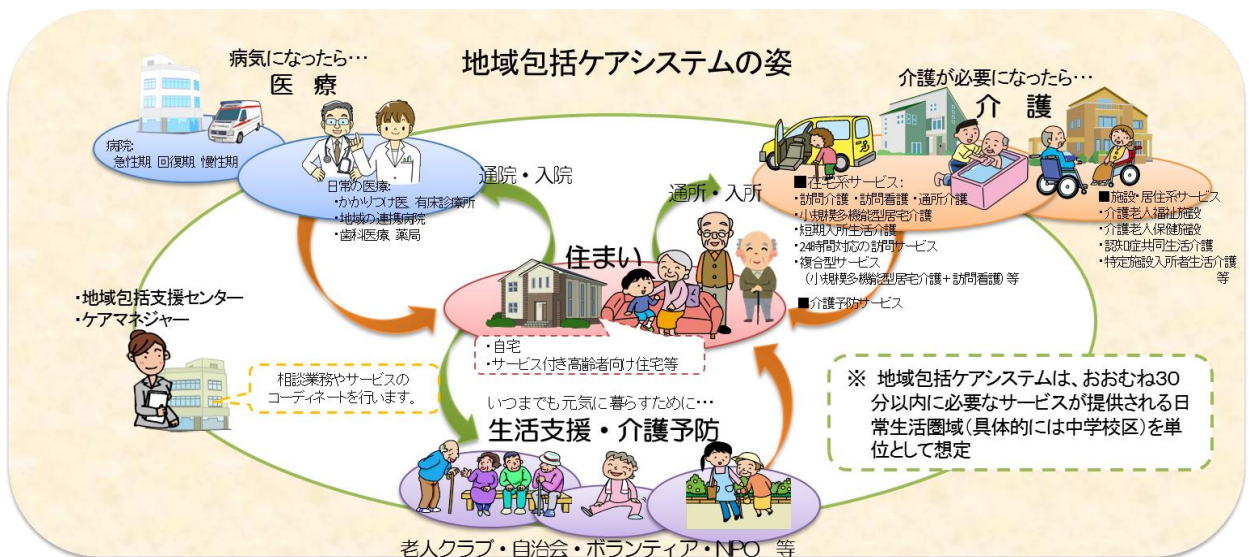 地域包括ケアシステムの姿
病気になったら…
医 療
病院:
急性期 回復期 慢性期
日常の医療:
・かかりつけ医、有床診療所
・地域の連携病院
・歯科医療、薬局
通院・入院
通所・入所
介護が必要になったら…
介 護
■在宅系サービス:
・訪問介護・訪問看護・通所介護
・小規模多機能型居宅介護
・短期入所生活介護
・24時間対応の訪問サービス
・複合型サービス
(小規模多機能型居宅介護+訪問看護)等
■介護予防サービス
■施設・居住系サービス
・介護老人福祉施設
・介護老人保健施設
・認知症共同生活介護
・特定施設入所者生活介護
等
住まい
・自宅
・サービス付き高齢者向け住宅等
・地域包括支援センター
・ケアマネジャー
相談業務やサービスの
コーディネートを行います。
いつまでも元気に暮らすために…
生活支援・介護予防
老人クラブ・自治会・ボランティア・NPO 等
※ 地域包括ケアシステムは、おおむね30
分以内に必要なサービスが提供される日
常生活圏域(具体的には中学校区)を単
位として想定